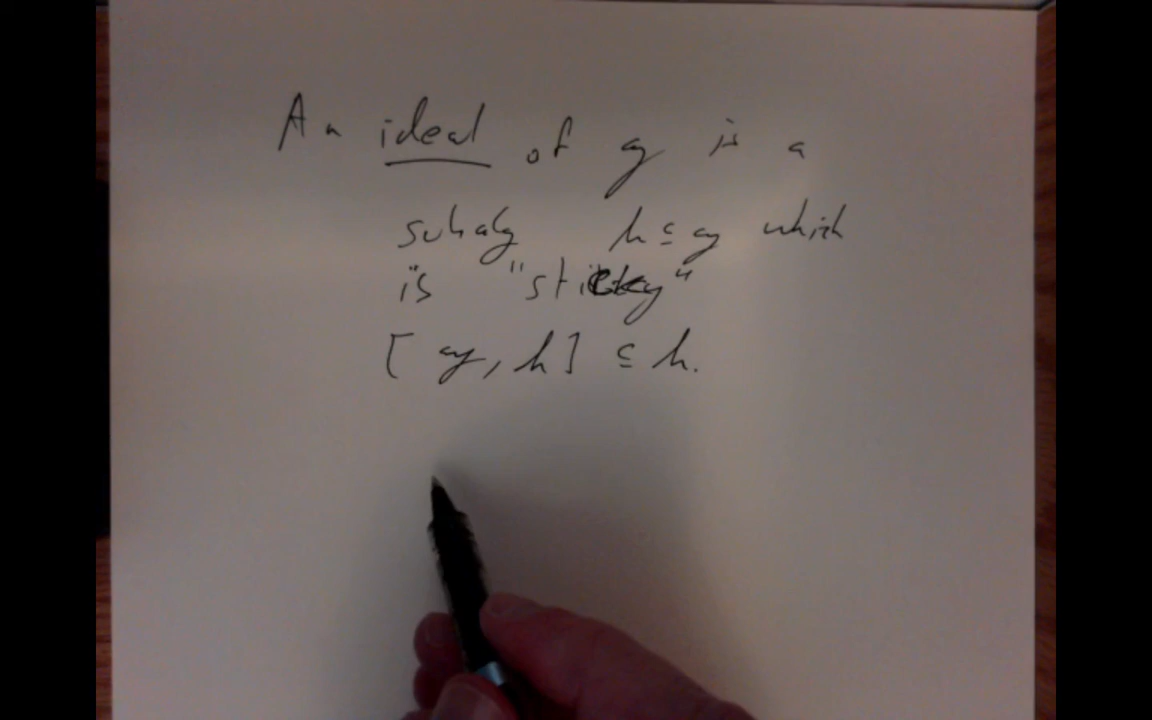 An ideal of 𝔤 is a
subalg 𝔥 ⊆ 𝔤 which
is "sticky"
[𝔤, 𝔥] ⊆ 𝔥.